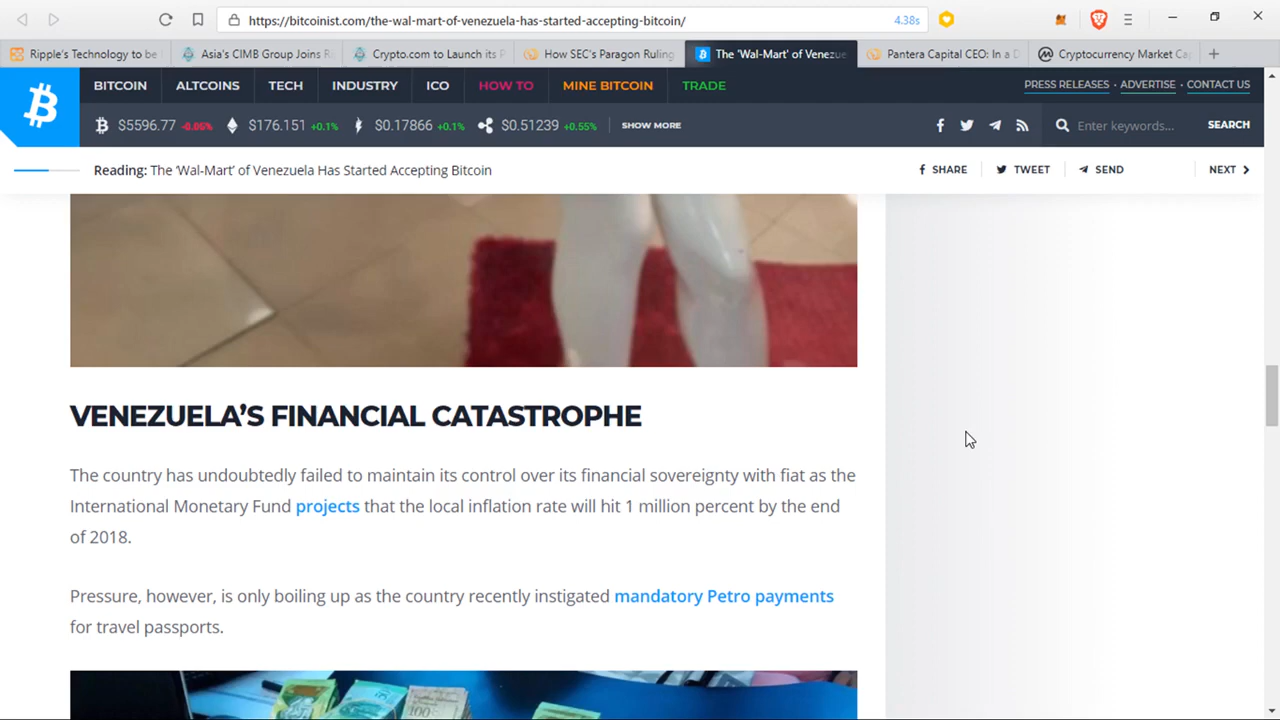 https://bitcoinist.com/the-wal-mart-of-venezuela-has-started-accepting-bitcoin/
4.38s
Ripple's Technology to be
Asia's CIMB Group Joins R
Crypto.com to Launch its P
How SEC's Paragon Ruling
The 'Wal-Mart' of Venezue
Pantera Capital CEO: In a D
Cryptocurrency Market Ca
BITCOIN
ALTCOINS
TECH
INDUSTRY
ICO
HOW TO
MINE BITCOIN
TRADE
PRESS RELEASES · ADVERTISE · CONTACT US
$5596.77 -0.05%
$176.151 +0.1%
$0.17866 +0.1%
$0.51239 +0.55%
SHOW MORE
Enter keywords...
SEARCH
Reading: The ‘Wal-Mart’ of Venezuela Has Started Accepting Bitcoin
SHARE
TWEET
SEND
NEXT
VENEZUELA’S FINANCIAL CATASTROPHE
The country has undoubtedly failed to maintain its control over its financial sovereignty with fiat as the
International Monetary Fund projects that the local inflation rate will hit 1 million percent by the end
of 2018.
Pressure, however, is only boiling up as the country recently instigated mandatory Petro payments
for travel passports.
100